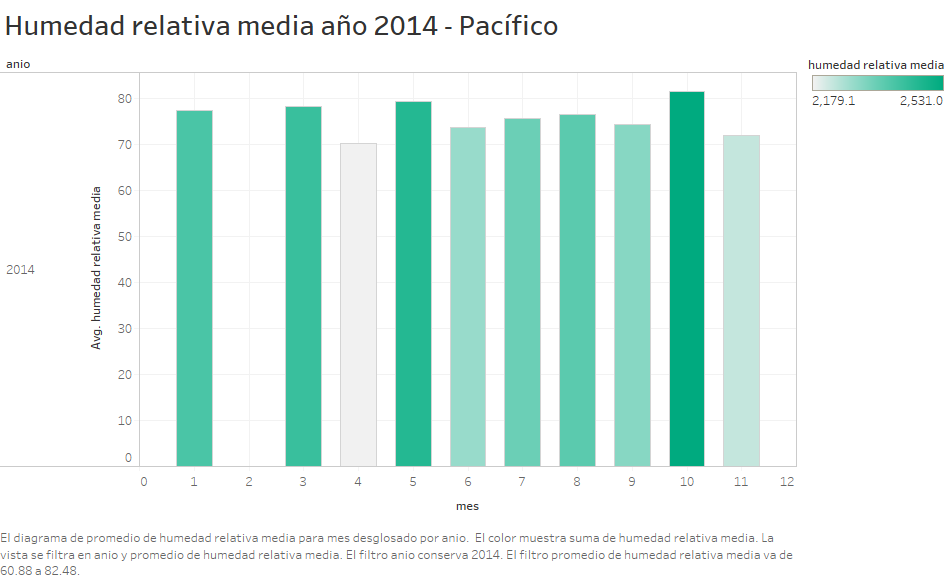 Humedad relativa media año 2014 - Pacífico
anio
humedad relativa media
2,179.1 2,531.0
80
70
60
50
40
30
20
10
0
Avg. humedad relativa media
2014
0 1 2 3 4 5 6 7 8 9 10 11 12
mes
El diagrama de promedio de humedad relativa media para mes desglosado por anio.  El color muestra suma de humedad relativa media. La
vista se filtra en anio y promedio de humedad relativa media. El filtro anio conserva 2014. El filtro promedio de humedad relativa media va de
60.88 a 82.48.